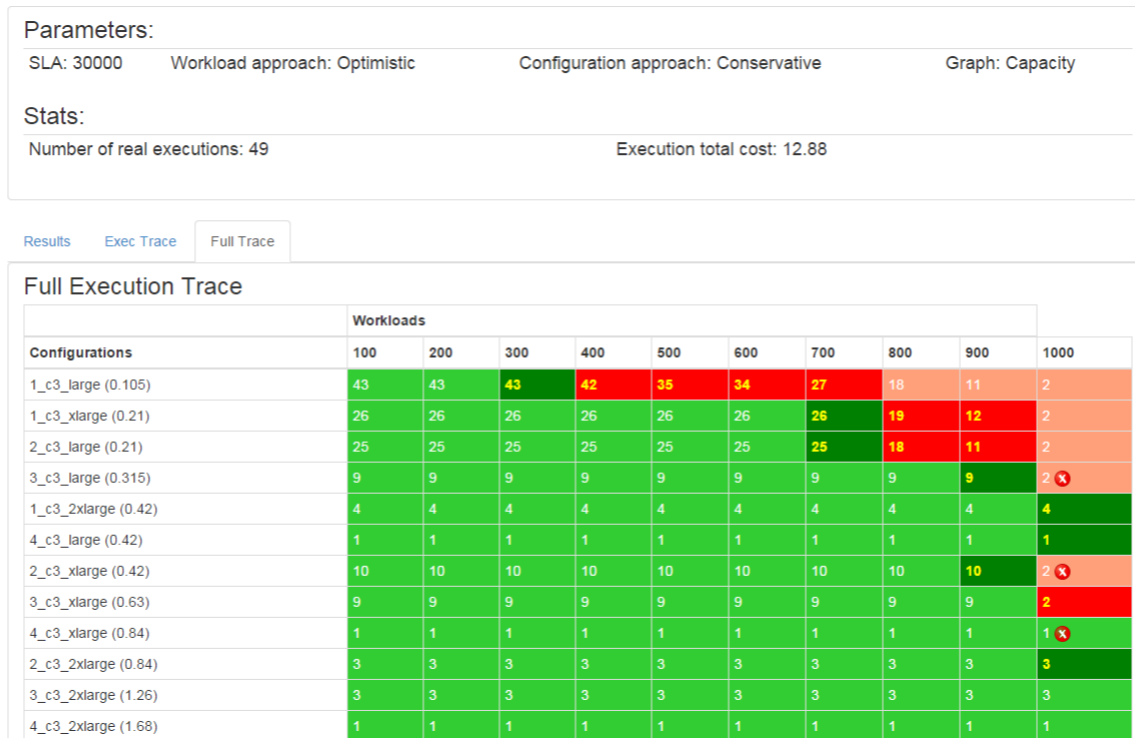 Parameters:
SLA: 30000 Workload approach: Optimistic Configuration approach: Conservative Graph: Capacity
Stats:
Number of real executions: 49 Execution total cost: 12.88
Results Exec Trace Full Trace
Full Execution Trace
Workloads
Configurations 100 200 300 400 500 600 700 800 900 1000
1_c3_large (0.105) 43 43 43 42 35 34 27 18 11 2
1_c3_xlarge (0.21) 26 26 26 26 26 26 26 19 12 2
2_c3_large (0.21) 25 25 25 25 25 25 25 18 11 2
3_c3_large (0.315) 9 9 9 9 9 9 9 9 9 2 x
1_c3_2xlarge (0.42) 4 4 4 4 4 4 4 4 4 4
4_c3_large (0.42) 1 1 1 1 1 1 1 1 1 1
2_c3_xlarge (0.42) 10 10 10 10 10 10 10 10 10 2 x
3_c3_xlarge (0.63) 9 9 9 9 9 9 9 9 9 2
4_c3_xlarge (0.84) 1 1 1 1 1 1 1 1 1 1 x
2_c3_2xlarge (0.84) 3 3 3 3 3 3 3 3 3 3
3_c3_2xlarge (1.26) 3 3 3 3 3 3 3 3 3 3
4_c3_2xlarge (1.68) 1 1 1 1 1 1 1 1 1 1